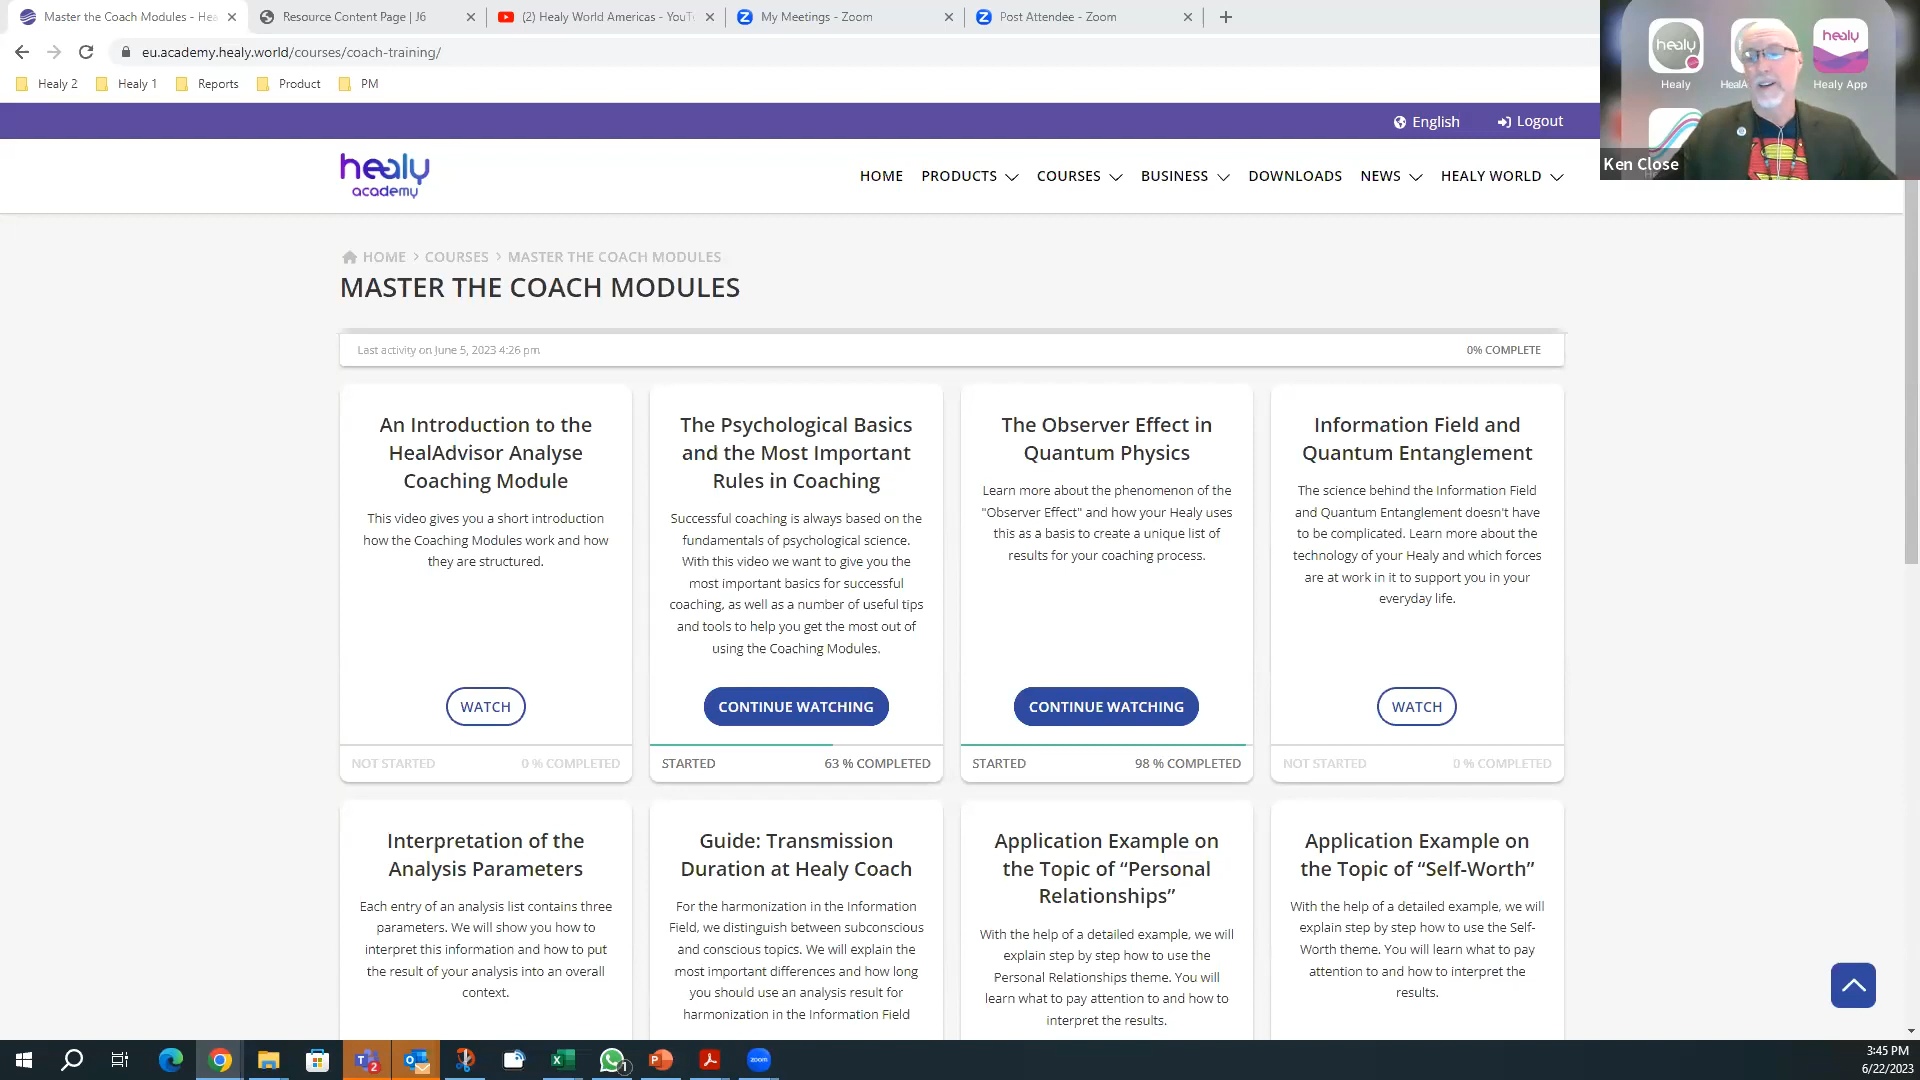 Master the Coach Modules - Hea
Resource Content Page | J6
(2) Healy World Americas - YouT
My Meetings - Zoom
Post Attendee - Zoom
eu.academy.healy.world/courses/coach-training/
Healy 2
Healy 1
Reports
Product
PM
English
Logout
healy
academy
HOME
PRODUCTS
COURSES
BUSINESS
DOWNLOADS
NEWS
HEALY WORLD
healy
healy
Healy
HealA
Healy App
Ken Close
HOME > COURSES > MASTER THE COACH MODULES
MASTER THE COACH MODULES
Last activity on June 5, 2023 4:26 pm
0% COMPLETE
An Introduction to the
HealAdvisor Analyse
Coaching Module
This video gives you a short introduction
how the Coaching Modules work and how
they are structured.
WATCH
NOT STARTED
0 % COMPLETED
The Psychological Basics
and the Most Important
Rules in Coaching
Successful coaching is always based on the
fundamentals of psychological science.
With this video we want to give you the
most important basics for successful
coaching, as well as a number of useful tips
and tools to help you get the most out of
using the Coaching Modules.
CONTINUE WATCHING
STARTED
63 % COMPLETED
The Observer Effect in
Quantum Physics
Learn more about the phenomenon of the
"Observer Effect" and how your Healy uses
this as a basis to create a unique list of
results for your coaching process.
CONTINUE WATCHING
STARTED
98 % COMPLETED
Information Field and
Quantum Entanglement
The science behind the Information Field
and Quantum Entanglement doesn't have
to be complicated. Learn more about the
technology of your Healy and which forces
are at work in it to support you in your
everyday life.
WATCH
NOT STARTED
0 % COMPLETED
Interpretation of the
Analysis Parameters
Each entry of an analysis list contains three
parameters. We will show you how to
interpret this information and how to put
the result of your analysis into an overall
context.
Guide: Transmission
Duration at Healy Coach
For the harmonization in the Information
Field, we distinguish between subconscious
and conscious topics. We will explain the
most important differences and how long
you should use an analysis result for
harmonization in the Information Field
Application Example on
the Topic of “Personal
Relationships”
With the help of a detailed example, we will
explain step by step how to use the
Personal Relationships theme. You will
learn what to pay attention to and how to
interpret the results.
Application Example on
the Topic of “Self-Worth”
With the help of a detailed example, we will
explain step by step how to use the Self-
Worth theme. You will learn what to pay
attention to and how to interpret the
results.
2
1
zoom
3:45 PM
6/22/2023